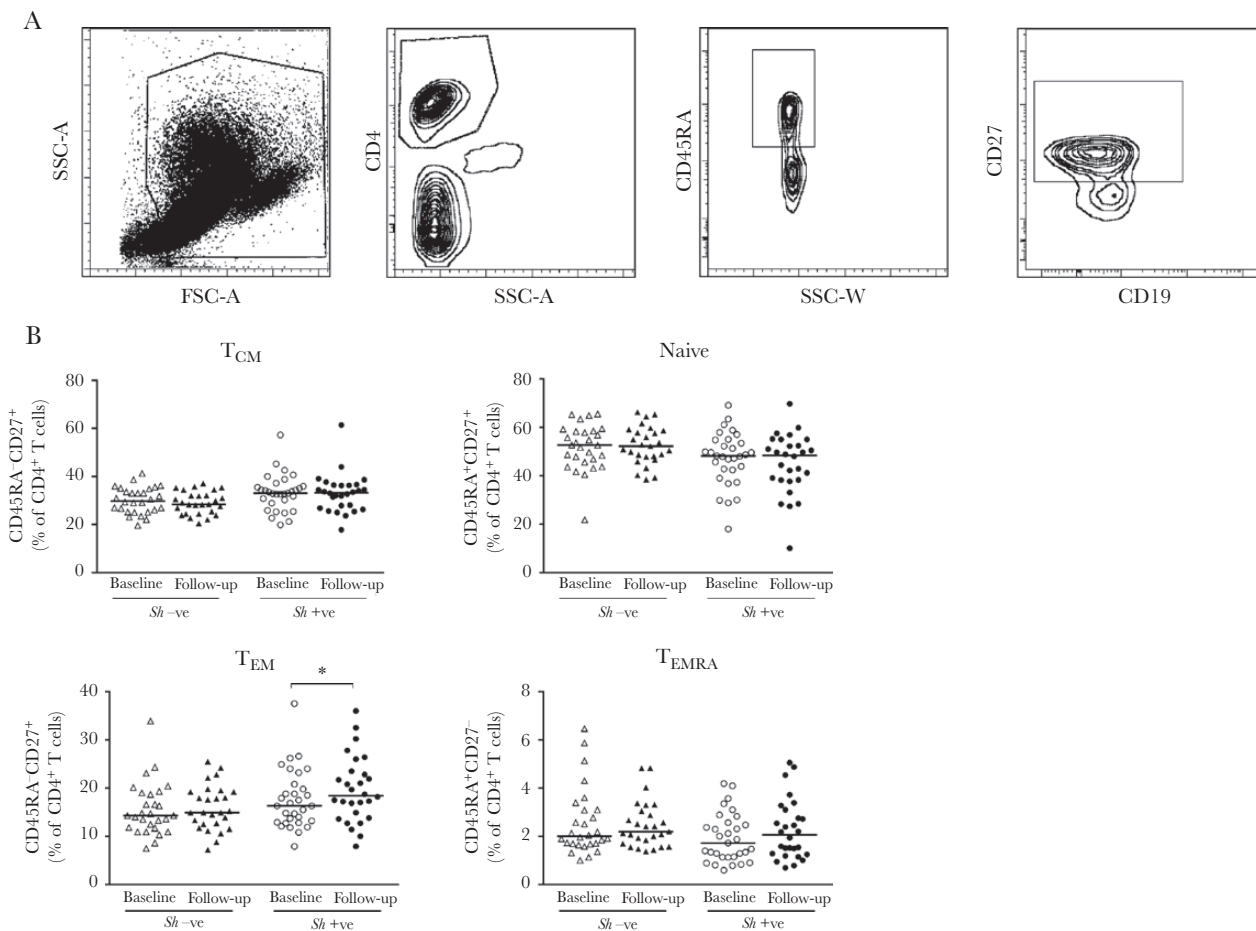 A
SSC-A
FSC-A
CD4
SSC-A
CD45RA
SSC-W
CD27
CD19
B
T_CM
CD45RA⁻CD27⁺
(% of CD4⁺ T cells)
80
60
40
20
0
Baseline Follow-up Baseline Follow-up
Sh –ve Sh +ve
Naive
CD45RA⁺CD27⁺
(% of CD4⁺ T cells)
80
60
40
20
0
Baseline Follow-up Baseline Follow-up
Sh –ve Sh +ve
T_EM
CD45RA⁻CD27⁺
(% of CD4⁺ T cells)
40
30
20
10
0
*
Baseline Follow-up Baseline Follow-up
Sh –ve Sh +ve
T_EMRA
CD45RA⁺CD27⁻
(% of CD4⁺ T cells)
8
6
4
2
0
Baseline Follow-up Baseline Follow-up
Sh –ve Sh +ve